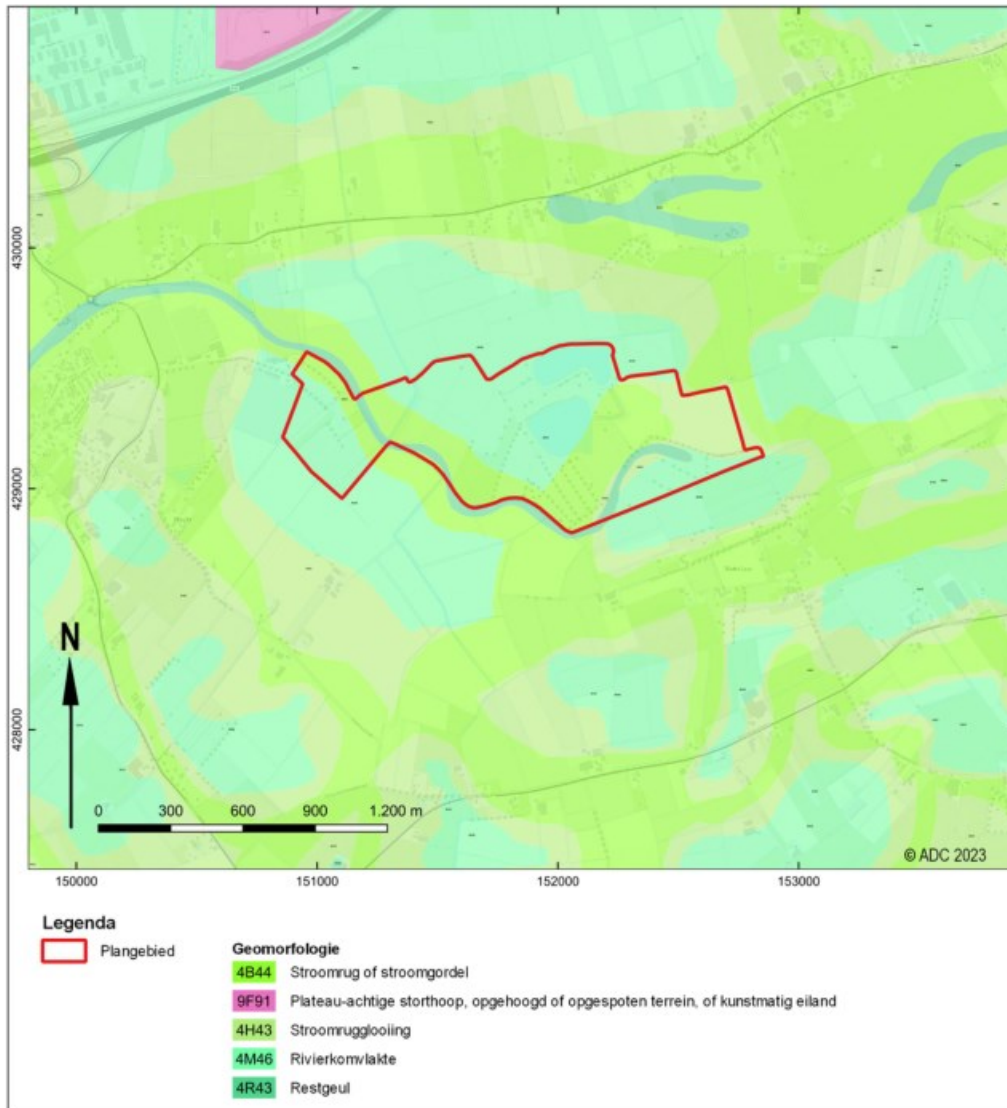 430000
429000
428000
N
0 300 600 900 1.200 m
© ADC 2023
150000 151000 152000 153000
Legenda
Plangebied
Geomorfologie
4B44 Stroomrug of stroomgordel
9F91 Plateau-achtige storthoop, opgehoogd of opgespoten terrein, of kunstmatig eiland
4H43 Stroomrugglooiing
4M46 Rivierkomvlakte
4R43 Restgeul